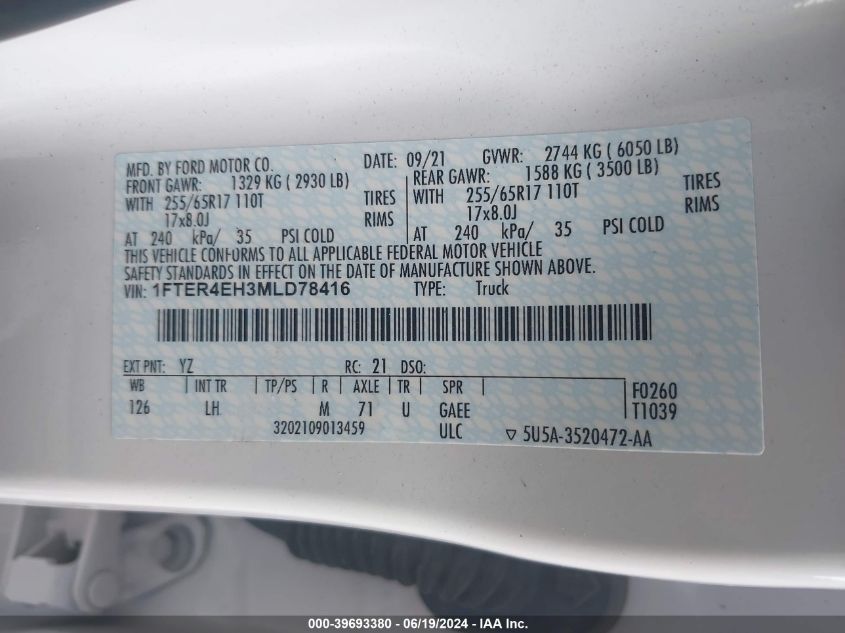 MFD. BY FORD MOTOR CO. DATE: 09/21 GVWR: 2744 KG ( 6050 LB)
FRONT GAWR: 1329 KG ( 2930 LB) REAR GAWR: 1588 KG ( 3500 LB)
WITH 255/65R17 110T TIRES WITH 255/65R17 110T TIRES
17x8.0J RIMS 17x8.0J RIMS
AT 240 kPa/ 35 PSI COLD AT 240 kPa/ 35 PSI COLD
THIS VEHICLE CONFORMS TO ALL APPLICABLE FEDERAL MOTOR VEHICLE
SAFETY STANDARDS IN EFFECT ON THE DATE OF MANUFACTURE SHOWN ABOVE.
VIN: 1FTER4EH3MLD78416 TYPE: Truck
EXT PNT: YZ RC: 21 DSO:
WB INT TR TP/PS R AXLE TR SPR F0260
126 LH M 71 U GAEE T1039
3202109013459 ULC ▽ 5U5A-3520472-AA
000-39693380 - 06/19/2024 - IAA Inc.